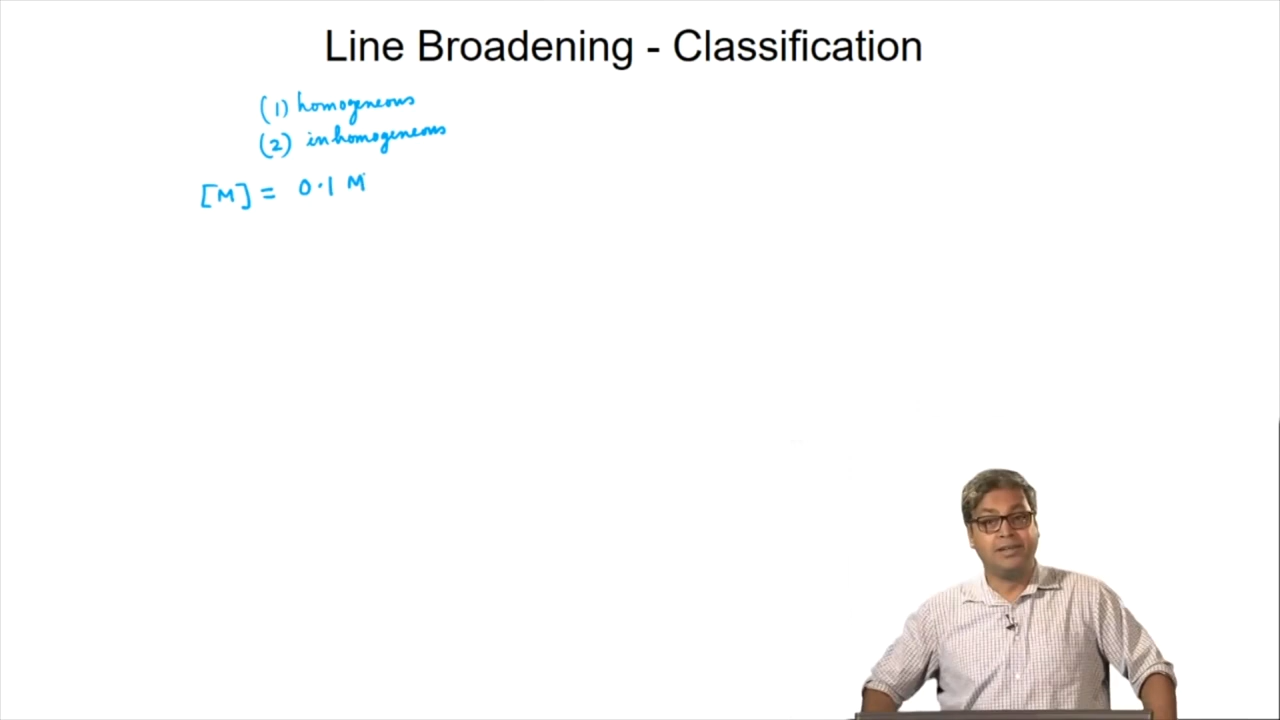 Line Broadening - Classification
(1) homogeneous
(2) inhomogeneous
[M] = 0.1 M